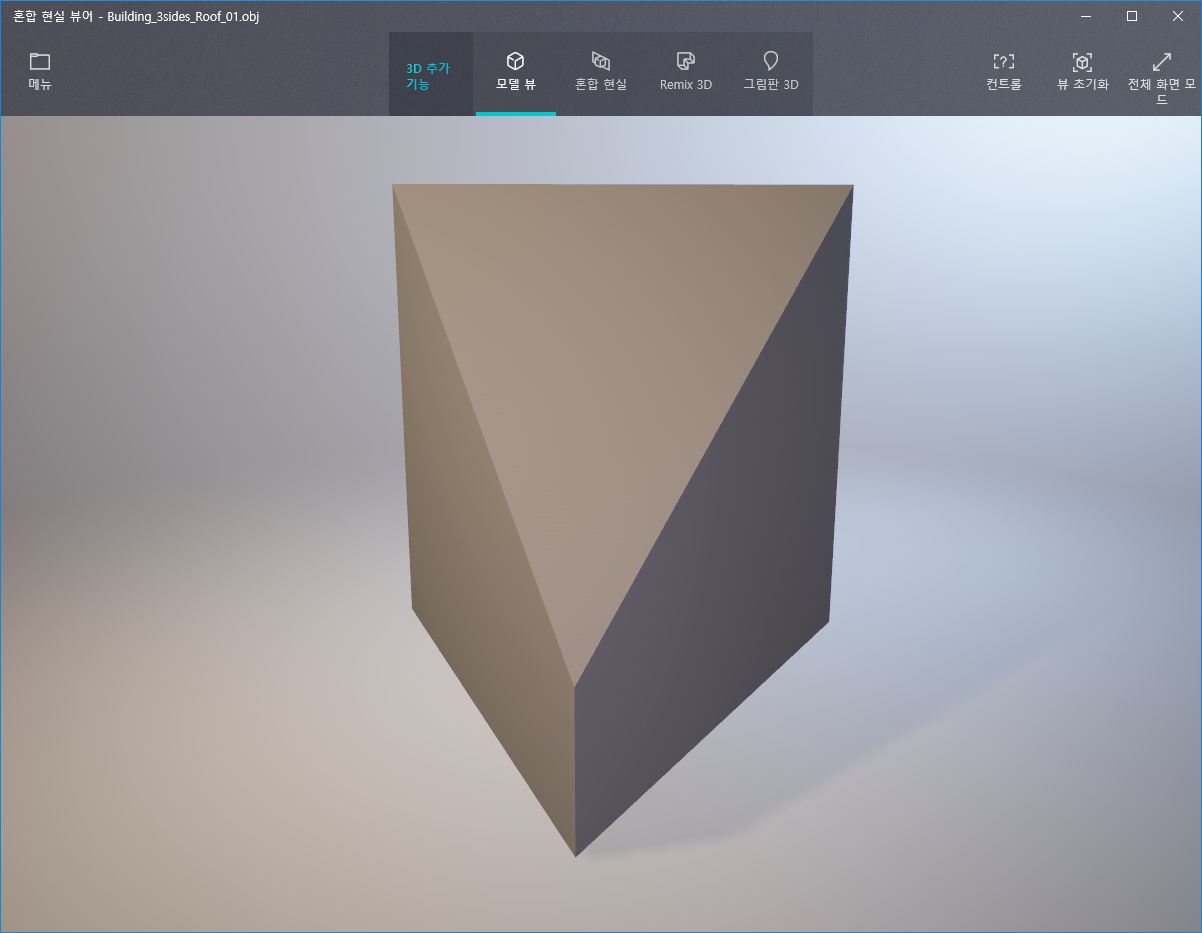 혼합 현실 뷰어 - Building_3sides_Roof_01.obj
메뉴
3D 추가
기능
모델 뷰
혼합 현실
Remix 3D
그림판 3D
컨트롤
뷰 초기화
전체 화면 모
드